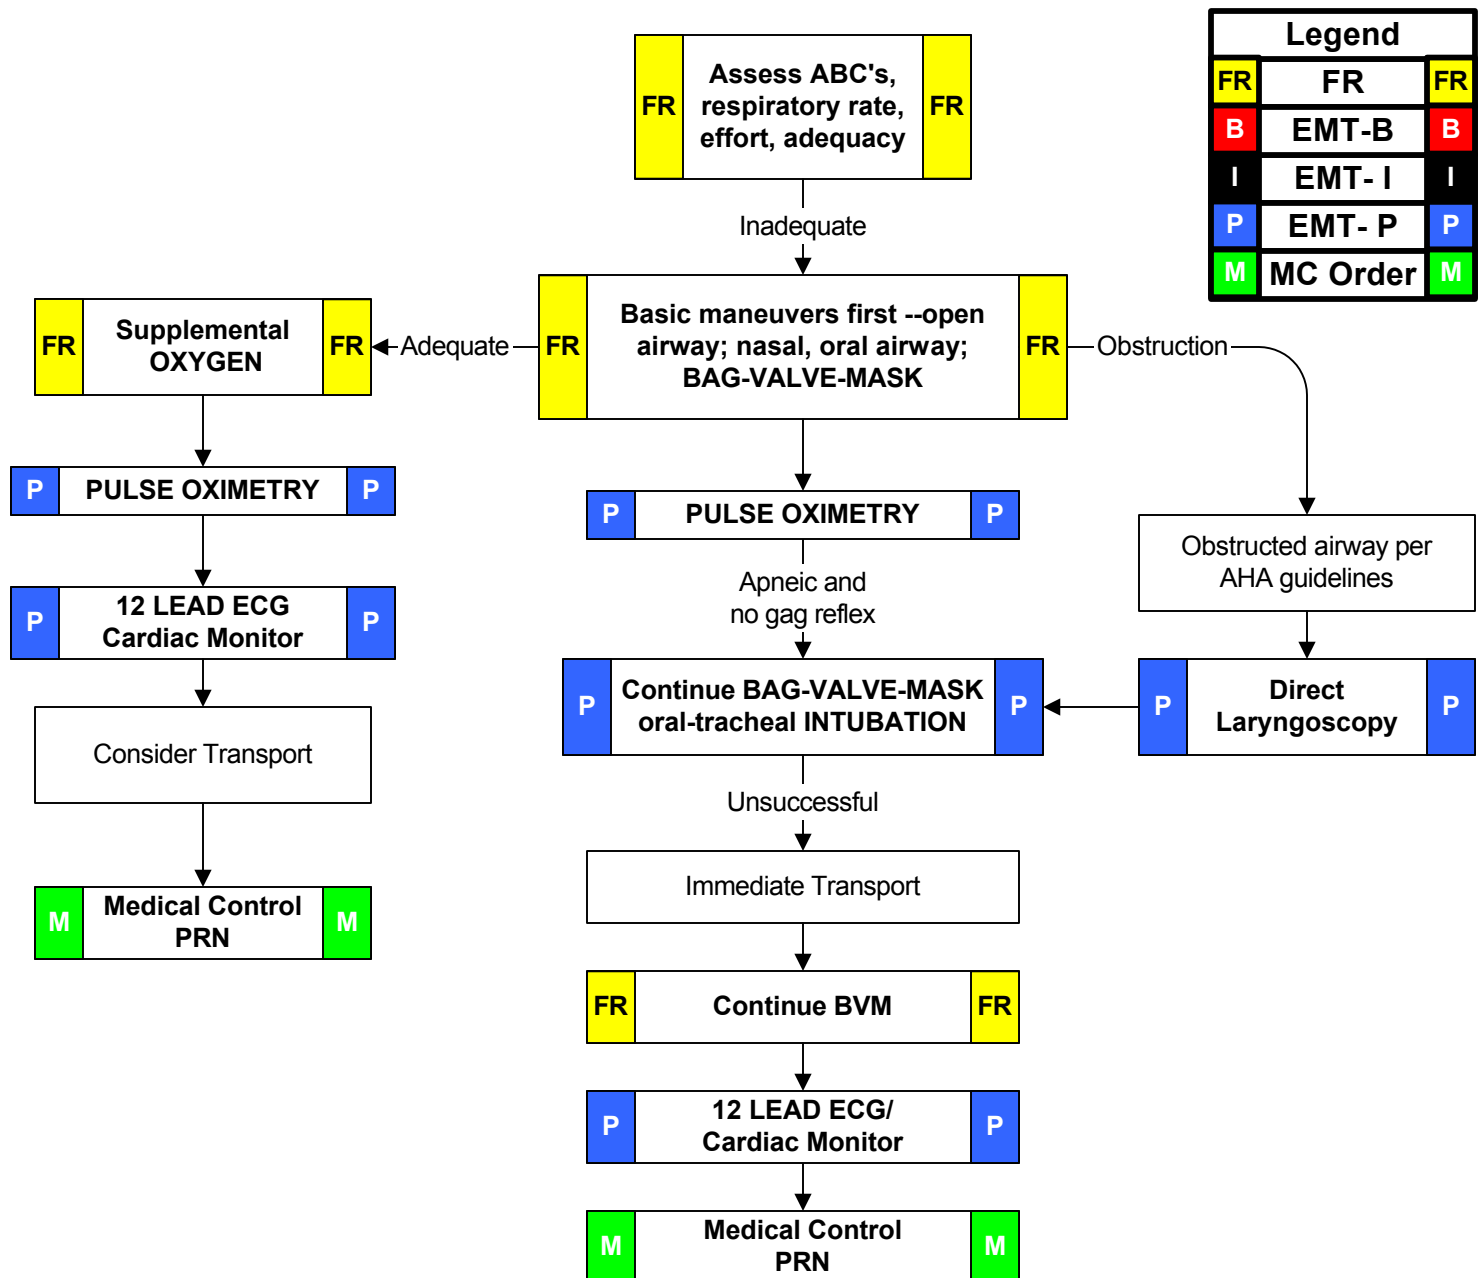 Legend
FR FR FR
B EMT-B B
I EMT- I I
P EMT- P P
M MC Order M
FR Assess ABC's, FR
respiratory rate,
effort, adequacy
Inadequate
FR Basic maneuvers first --open FR
airway; nasal, oral airway;
BAG-VALVE-MASK
Adequate
Obstruction
FR Supplemental FR
OXYGEN
P PULSE OXIMETRY P
P 12 LEAD ECG P
Cardiac Monitor
Consider Transport
M Medical Control M
PRN
P PULSE OXIMETRY P
Apneic and
no gag reflex
P Continue BAG-VALVE-MASK P
oral-tracheal INTUBATION
Obstructed airway per
AHA guidelines
P Direct P
Laryngoscopy
Unsuccessful
Immediate Transport
FR Continue BVM FR
P 12 LEAD ECG/ P
Cardiac Monitor
M Medical Control M
PRN